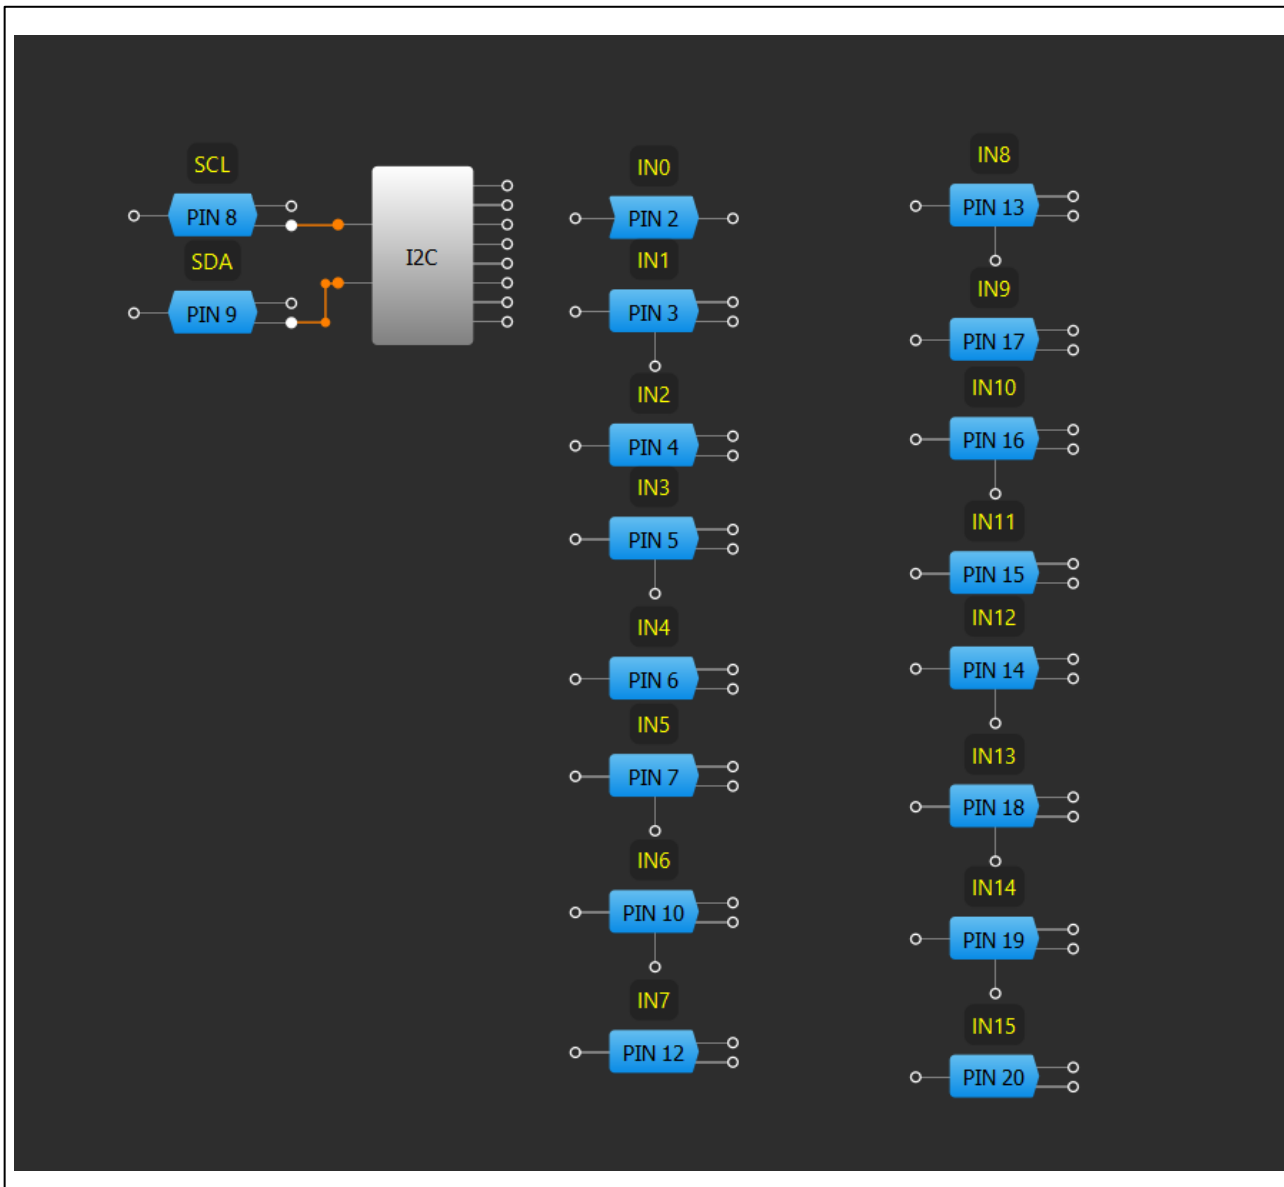 SCL
PIN 8
SDA
PIN 9
I2C
IN0
PIN 2
IN1
PIN 3
IN2
PIN 4
IN3
PIN 5
IN4
PIN 6
IN5
PIN 7
IN6
PIN 10
IN7
PIN 12
IN8
PIN 13
IN9
PIN 17
IN10
PIN 16
IN11
PIN 15
IN12
PIN 14
IN13
PIN 18
IN14
PIN 19
IN15
PIN 20